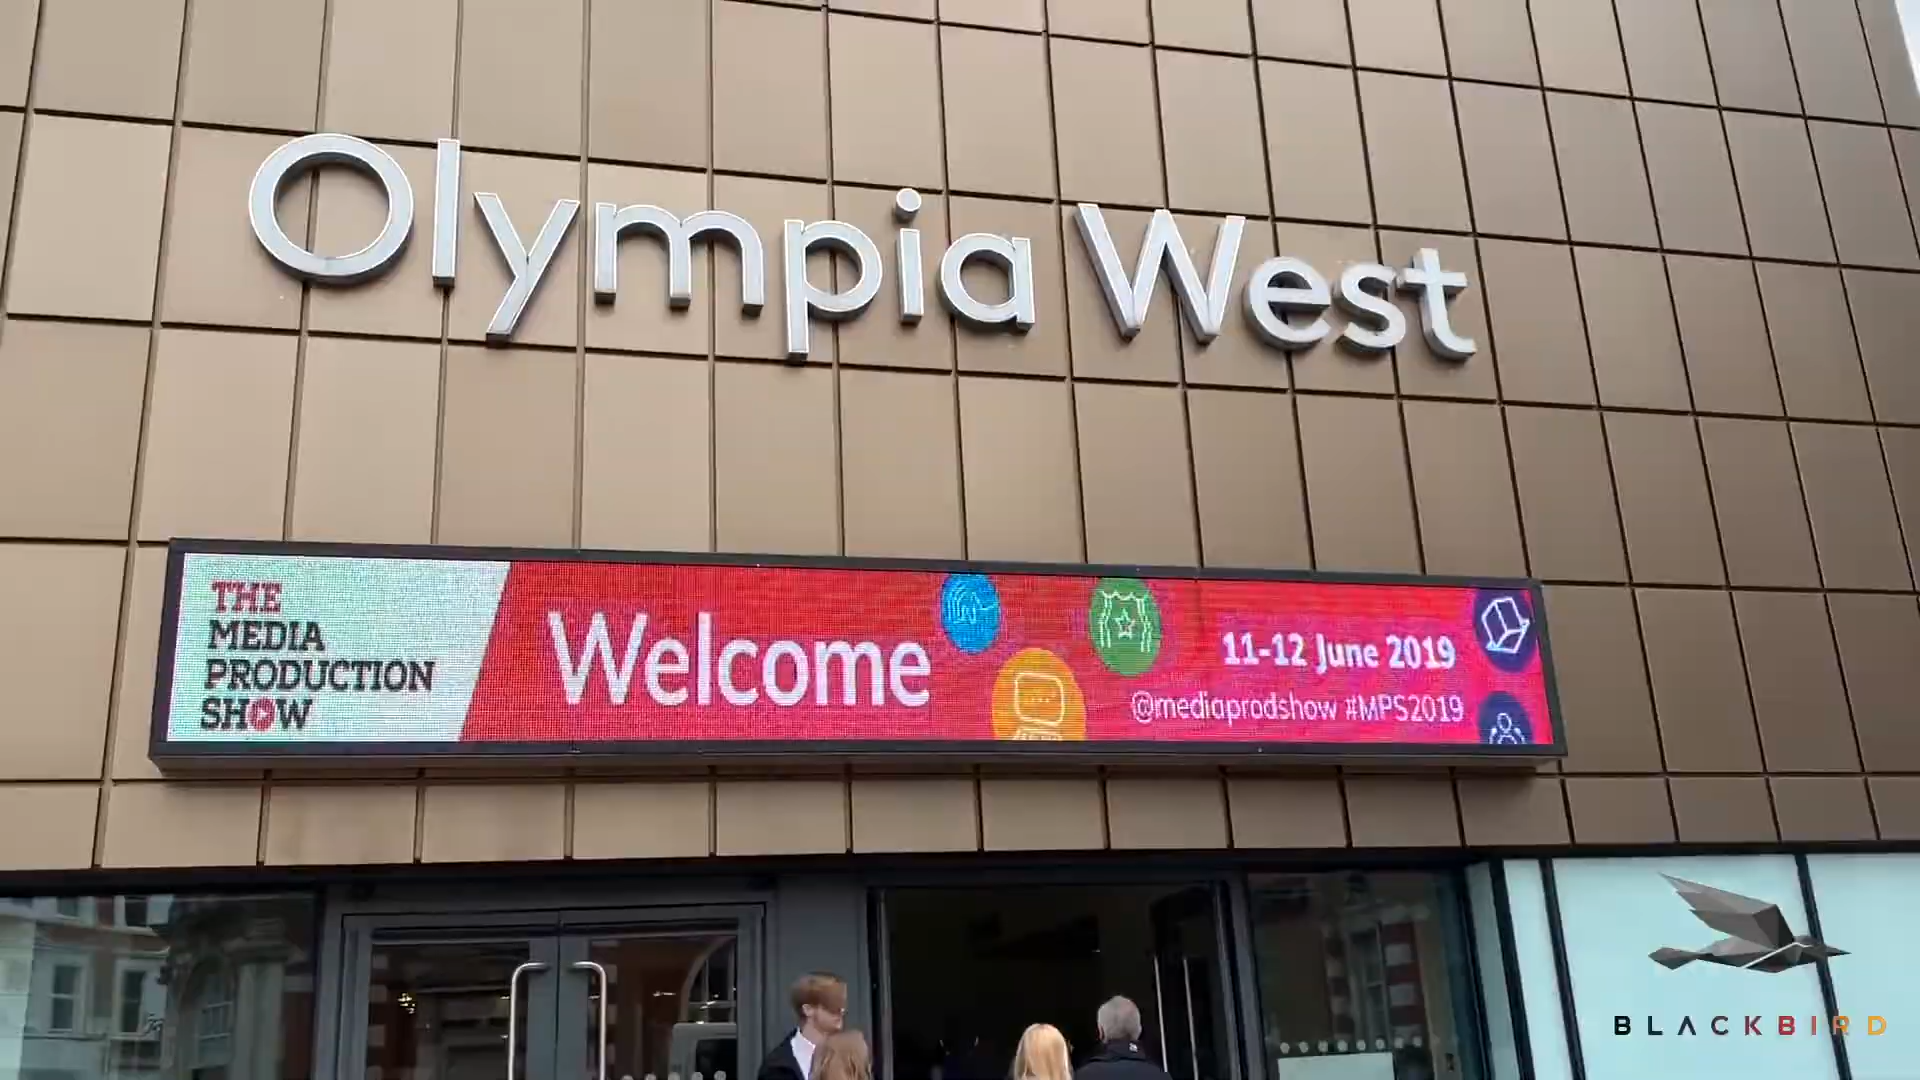 Olympia West
THE
MEDIA
PRODUCTION
SHOW
Welcome
11-12 June 2019
@mediaprodshow #MPS2019
BLACKBIRD